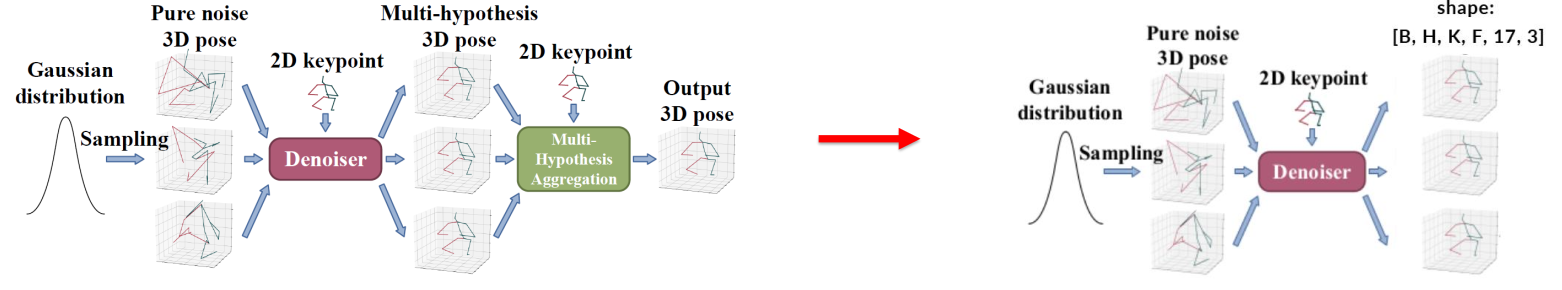 Pure noise
3D pose
Multi-hypothesis
3D pose
2D keypoint
2D keypoint
Gaussian
distribution
Output
3D pose
Sampling
Denoiser
Multi-
Hypothesis
Aggregation
shape:
[B, H, K, F, 17, 3]
Pure noise
3D pose
2D keypoint
Gaussian
distribution
Sampling
Denoiser